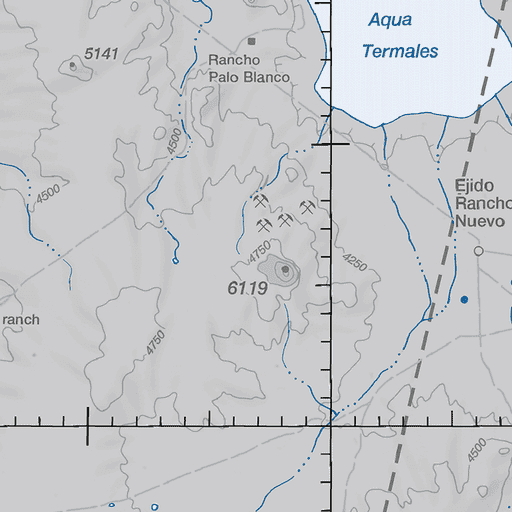 Aqua
Termales
5141
Rancho
Palo Blanco
4500
4500
Ejido
Rancho
Nuevo
4750
4250
6119
ranch
4750
4500